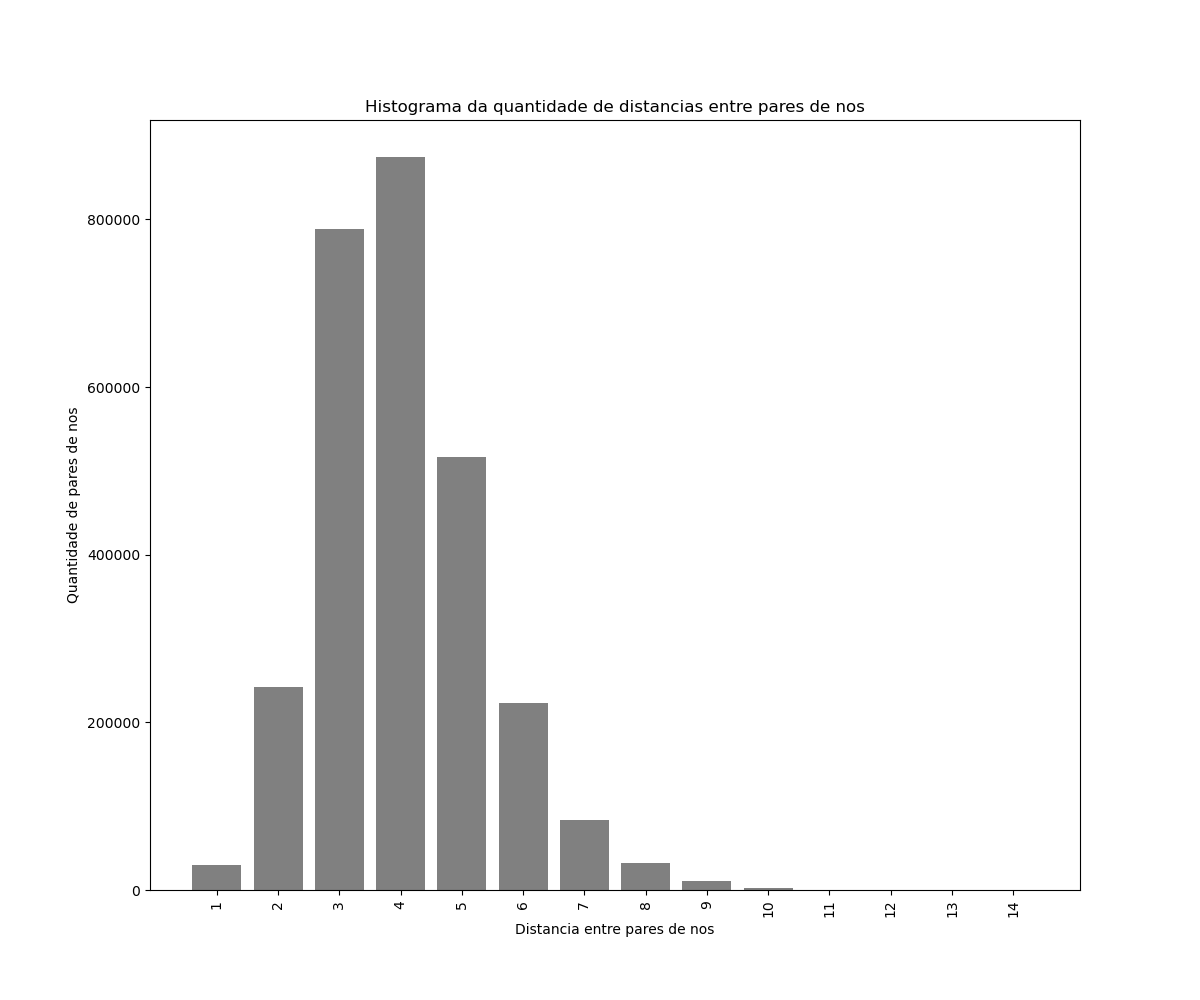 Histograma da quantidade de distancias entre pares de nos
800000
600000
400000
200000
0
Quantidade de pares de nos
1 2 3 4 5 6 7 8 9 10 11 12 13 14
Distancia entre pares de nos